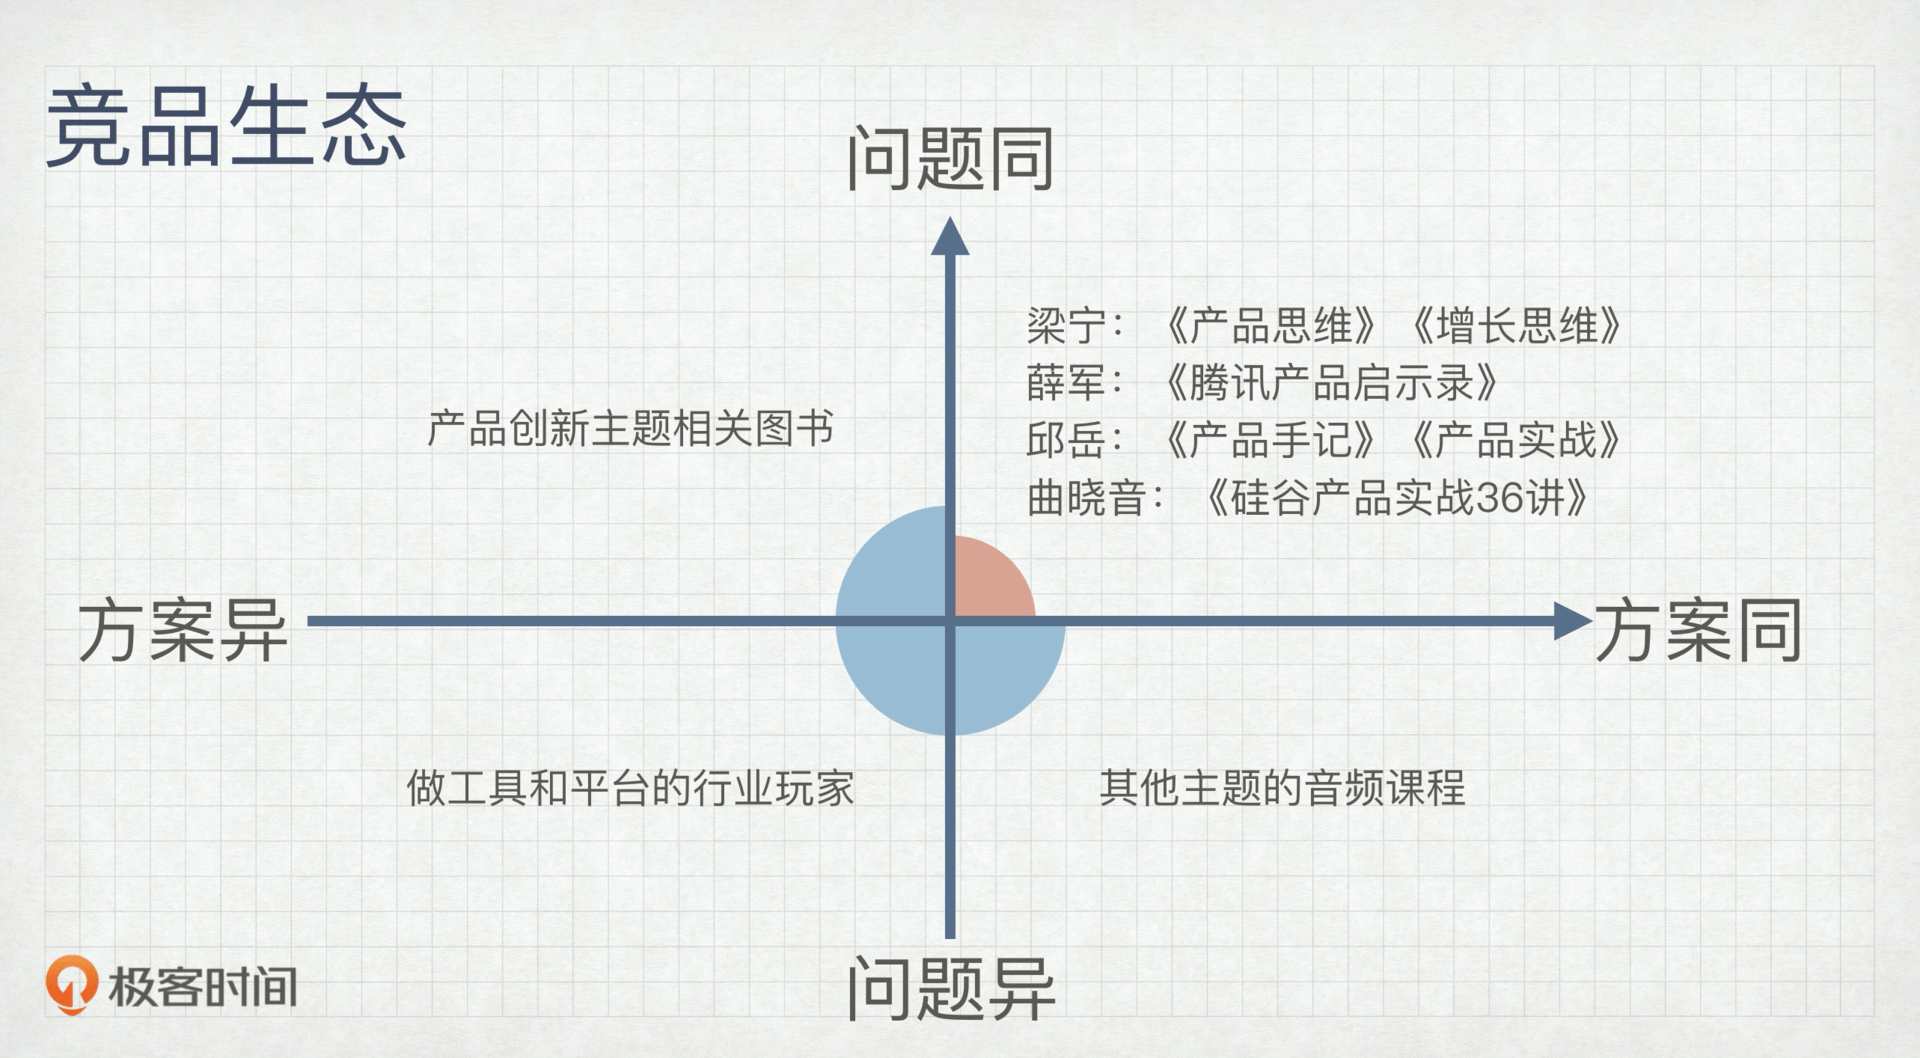 竞品生态
问题同
梁宁：《产品思维》《增长思维》
薛军：《腾讯产品启示录》
邱岳：《产品手记》《产品实战》
曲晓音：《硅谷产品实战36讲》
产品创新主题相关图书
方案异
方案同
做工具和平台的行业玩家
其他主题的音频课程
问题异
极客时间